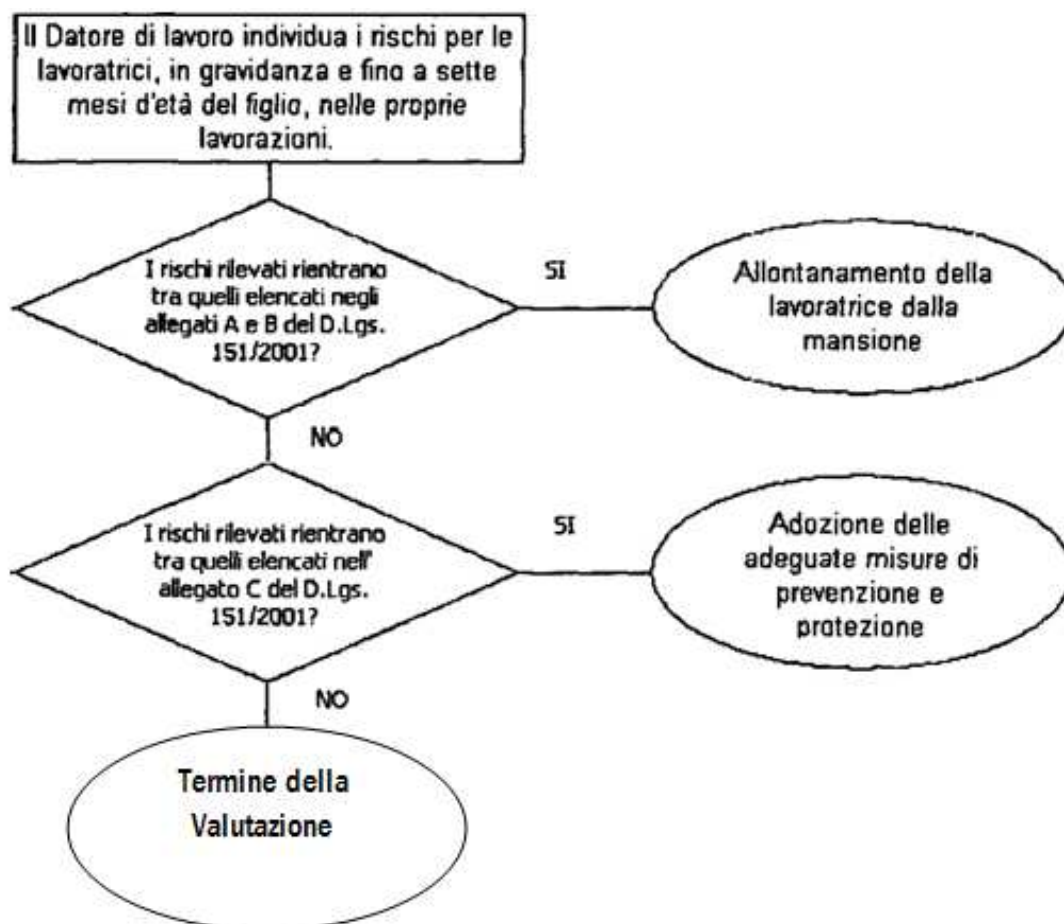 Il Datore di lavoro individua i rischi per le
lavoratrici, in gravidanza e fino a sette
mesi d'età del figlio, nelle proprie
lavorazioni.
I rischi rilevati rientrano
tra quelli elencati negli
allegati A e B del D.Lgs.
151/2001?
SI
Allontanamento della
lavoratrice dalla
mansione
NO
I rischi rilevati rientrano
tra quelli elencati nell'
allegato C del D.Lgs.
151/2001?
SI
Adozione delle
adeguate misure di
prevenzione e
protezione
NO
Termine della
Valutazione